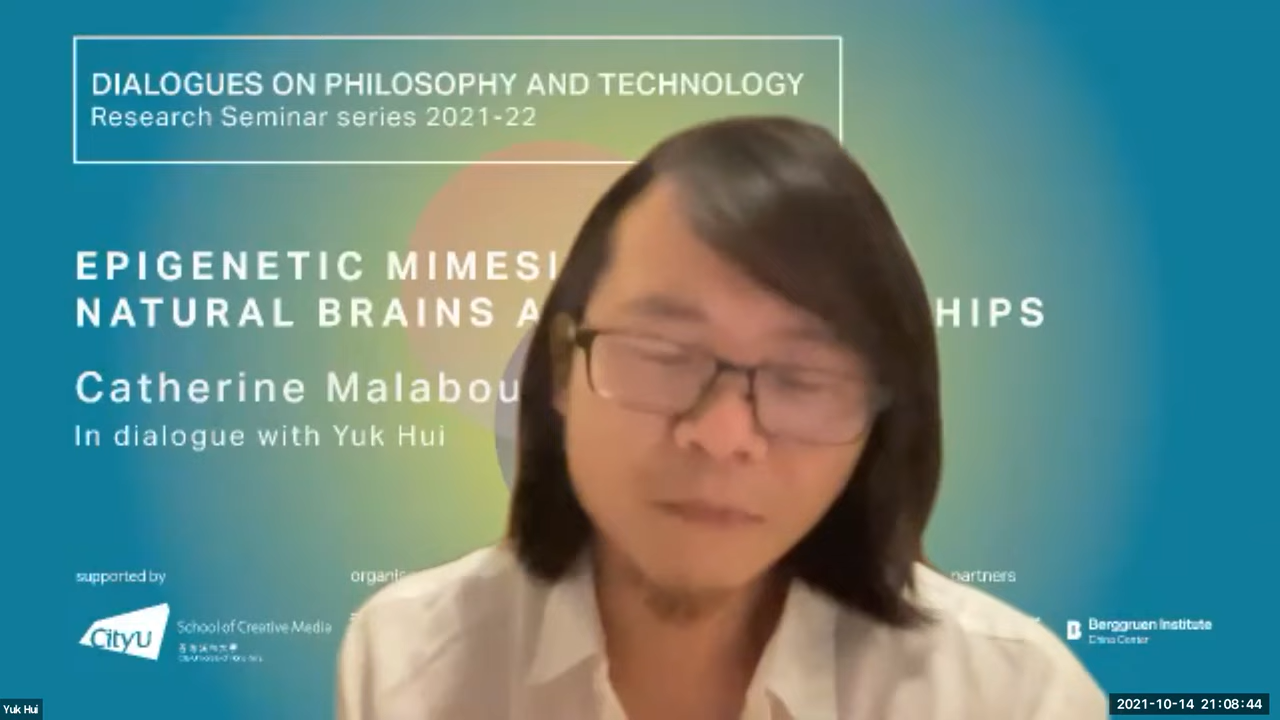 DIALOGUES ON PHILOSOPHY AND TECHNOLOGY
Research Seminar series 2021-22
EPIGENETIC MIMESI
NATURAL BRAINS A HIPS
Catherine Malabou
In dialogue with Yuk Hui
supported by
organis
partners
CityU
School of Creative Media
Berggruen Institute
China Center
Yuk Hui
2021-10-14 21:08:44